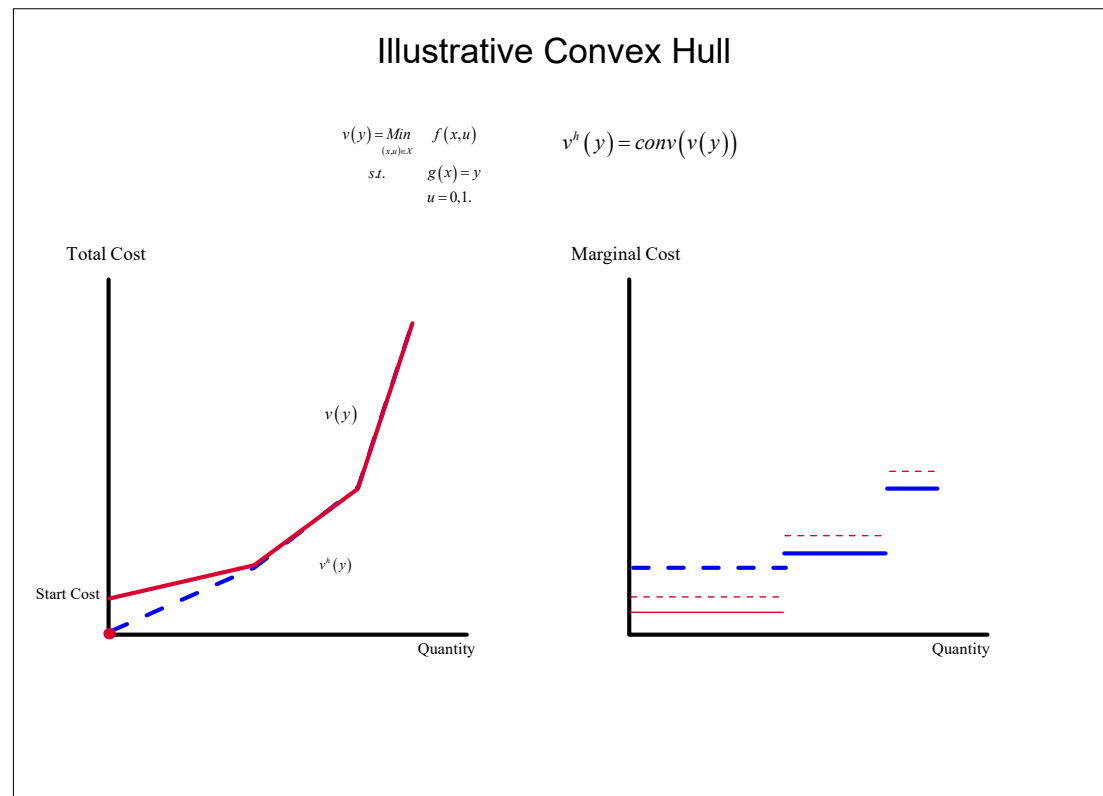 Illustrative Convex Hull
v(y) = Min f(x,u)
(x,u)∈X
s.t. g(x) = y
u = 0,1.
v^h(y) = conv(v(y))
Total Cost
v(y)
v^h(y)
Start Cost
Quantity
Marginal Cost
Quantity